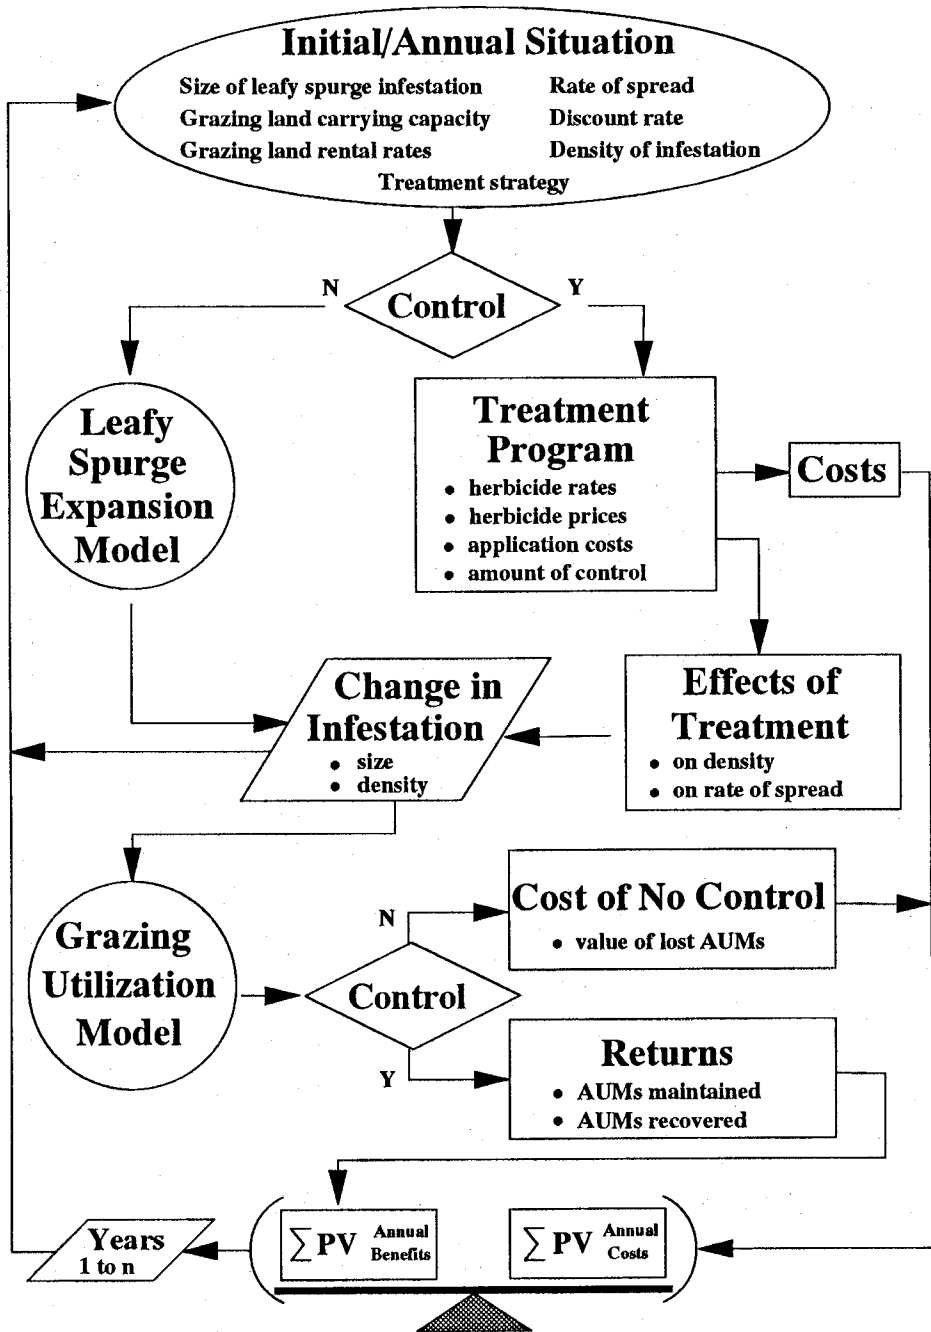 Initial/Annual Situation
Size of leafy spurge infestation
Rate of spread
Grazing land carrying capacity
Discount rate
Grazing land rental rates
Density of infestation
Treatment strategy
N
Y
Control
Leafy
Spurge
Expansion
Model
Treatment
Program
• herbicide rates
• herbicide prices
• application costs
• amount of control
Costs
Effects of
Treatment
• on density
• on rate of spread
Change in
Infestation
• size
• density
Grazing
Utilization
Model
N
Control
Y
Cost of No Control
• value of lost AUMs
Returns
• AUMs maintained
• AUMs recovered
Years
1 to n
∑ PV Annual
Benefits
∑ PV Annual
Costs